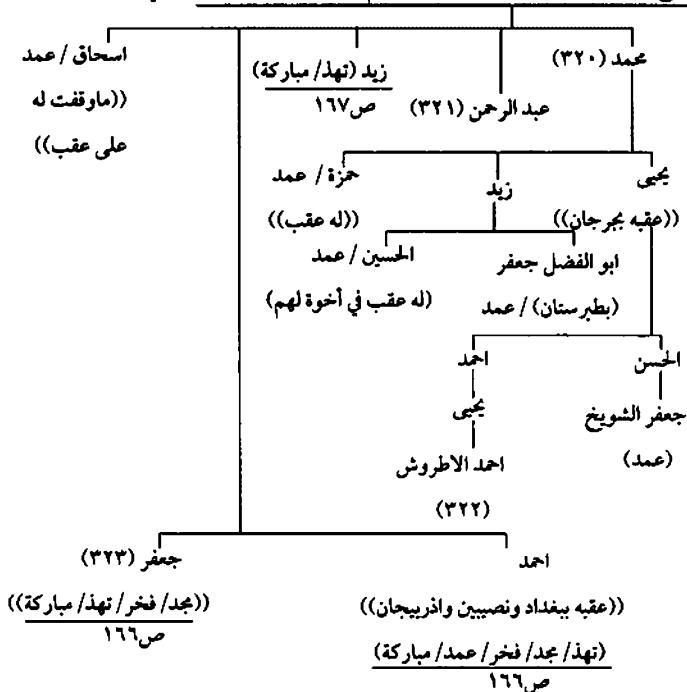 محمد (٣٢٠)
عبد الرحمن (٣٢١)
زيد (تهذ/ مباركة)
ص١٦٧
اسحاق / عمد
((ماوقفت له
على عقب))
يحيى
((عقبه بجرجان))
زيد
حمزة / عمد
((له عقب))
ابو الفضل جعفر
(بطبرستان) / عمد
الحسين / عمد
(له عقب في أخوة لهم)
الحسن
جعفر الشويخ
(عمد)
احمد
يحيى
احمد الاطروش
(٣٢٢)
احمد
((عقبه ببغداد ونصيبين واذربيجان))
(تهذ/ مجد/ فخر/ عمد/ مباركة)
ص١٦٦
جعفر (٣٢٣)
((مجد/ فخر/ تهذ/ مباركة))
ص١٦٦